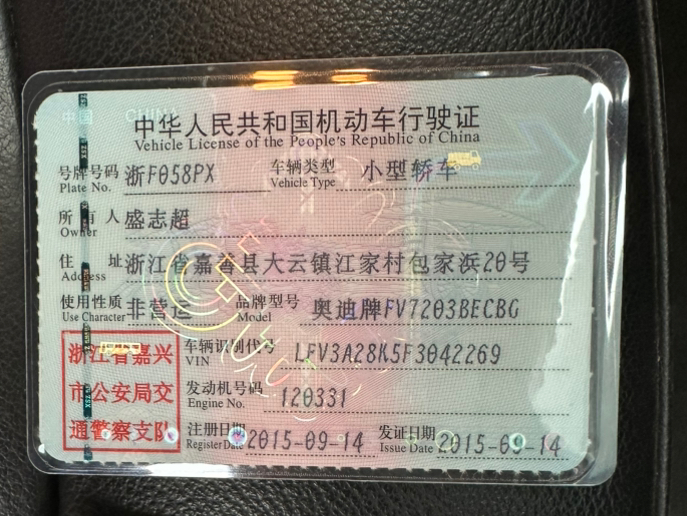 中国 CHINA
中华人民共和国机动车行驶证
Vehicle License of the People's Republic of China
号牌号码 浙F058PX 车辆类型 小型轿车
Plate No. Vehicle Type
所有人 盛志超
Owner
住址 浙江省嘉善县大云镇江家村包家浜20号
Address
使用性质 非营运 品牌型号 奥迪牌FV7203BECBG
Use Character Model
浙江省嘉兴 车辆识别代号 LFV3A28K5F3042269
VIN
市公安局交 发动机号码 120331
Engine No.
通警察支队 注册日期 2015-09-14 发证日期 2015-09-14
Register Date Issue Date